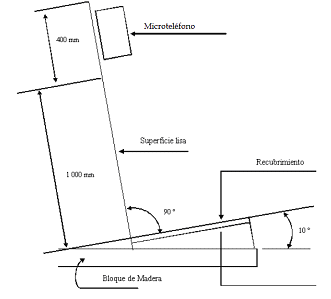 Microteléfono
400 mm
Superficie lisa
Recubrimiento
1 000 mm
90 °
10 °
Bloque de Madera